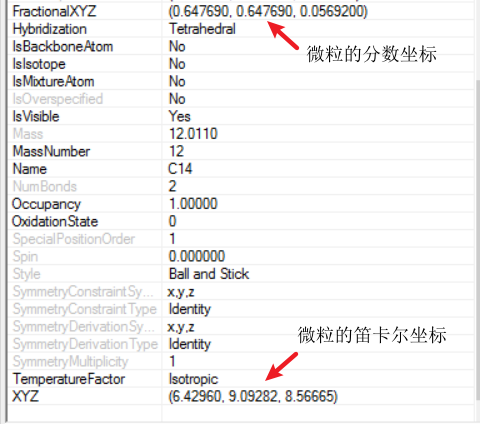 FractionalXYZ (0.647690, 0.647690, 0.0569200)
Hybridization Tetrahedral
微粒的分数坐标
IsBackboneAtom No
IsIsotope No
IsMixtureAtom No
IsOverspecified No
IsVisible Yes
Mass 12.0110
MassNumber 12
Name C14
NumBonds 2
Occupancy 1.00000
OxidationState 0
SpecialPositionOrder 1
Spin 0.000000
Style Ball and Stick
SymmetryConstraintSy... x,y,z
SymmetryConstraintType Identity
SymmetryDerivationSy... x,y,z
微粒的笛卡尔坐标
SymmetryDerivationType Identity
SymmetryMultiplicity 1
TemperatureFactor Isotropic
XYZ (6.42960, 9.09282, 8.56665)